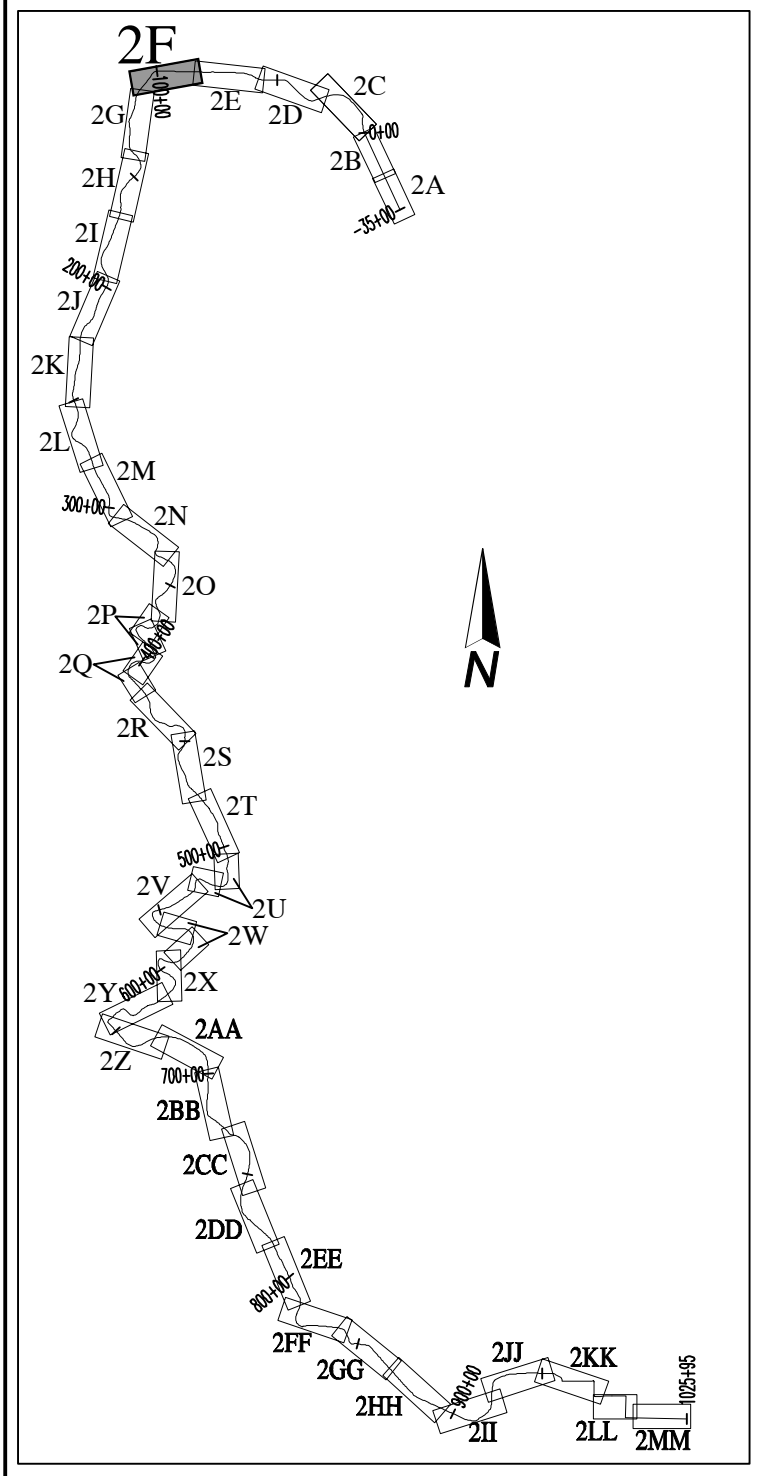 2F
2C
2E
2D
100+00
2G
0+00
2B
2H
2A
-35+00
2I
200+00
2J
2K
2L
2M
300+00
2N
2O
2P
400+00
2Q
N
2R
2S
2T
500+00
2V
2U
2W
2X
600+00
2Y
2AA
2Z
700+00
2BB
2CC
2DD
2EE
800+00
2FF
2GG
2JJ
2KK
1025+95
900+00
2HH
2II
2LL
2MM